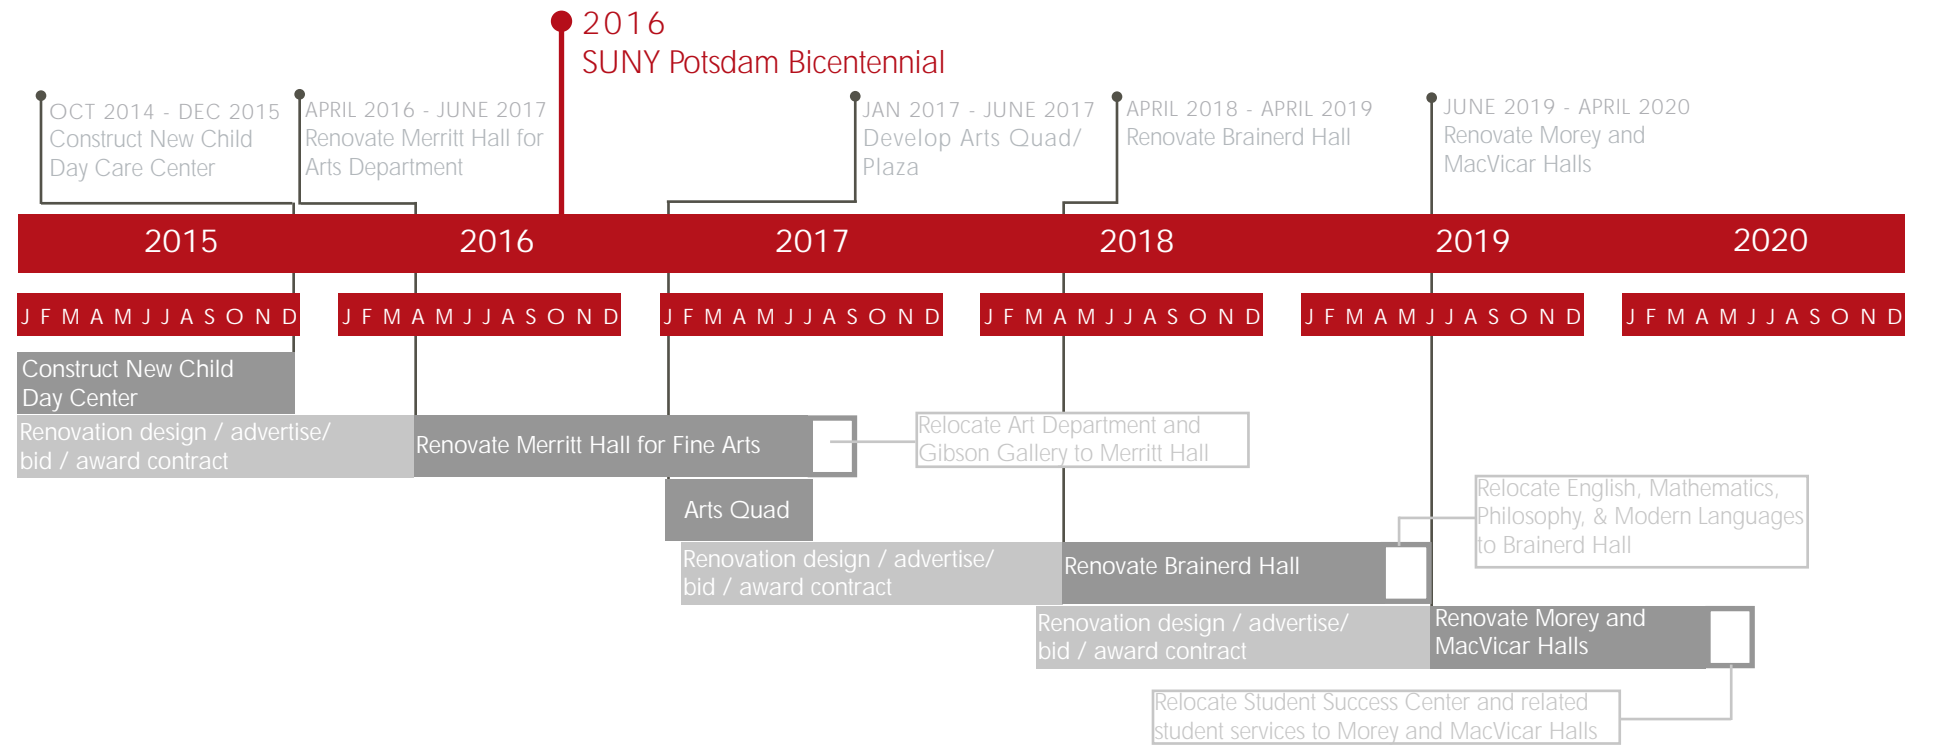 2016
SUNY Potsdam Bicentennial
OCT 2014 - DEC 2015
Construct New Child
Day Care Center
APRIL 2016 - JUNE 2017
Renovate Merritt Hall for
Arts Department
JAN 2017 - JUNE 2017
Develop Arts Quad/
Plaza
APRIL 2018 - APRIL 2019
Renovate Brainerd Hall
JUNE 2019 - APRIL 2020
Renovate Morey and
MacVicar Halls
2015 2016 2017 2018 2019 2020
J F M A M J J A S O N D J F M A M J J A S O N D J F M A M J J A S O N D J F M A M J J A S O N D J F M A M J J A S O N D J F M A M J J A S O N D
Construct New Child
Day Center
Renovation design / advertise/
bid / award contract
Renovate Merritt Hall for Fine Arts
Relocate Art Department and
Gibson Gallery to Merritt Hall
Arts Quad
Relocate English, Mathematics,
Philosophy, & Modern Languages
to Brainerd Hall
Renovation design / advertise/
bid / award contract
Renovate Brainerd Hall
Renovation design / advertise/
bid / award contract
Renovate Morey and
MacVicar Halls
Relocate Student Success Center and related
student services to Morey and MacVicar Halls